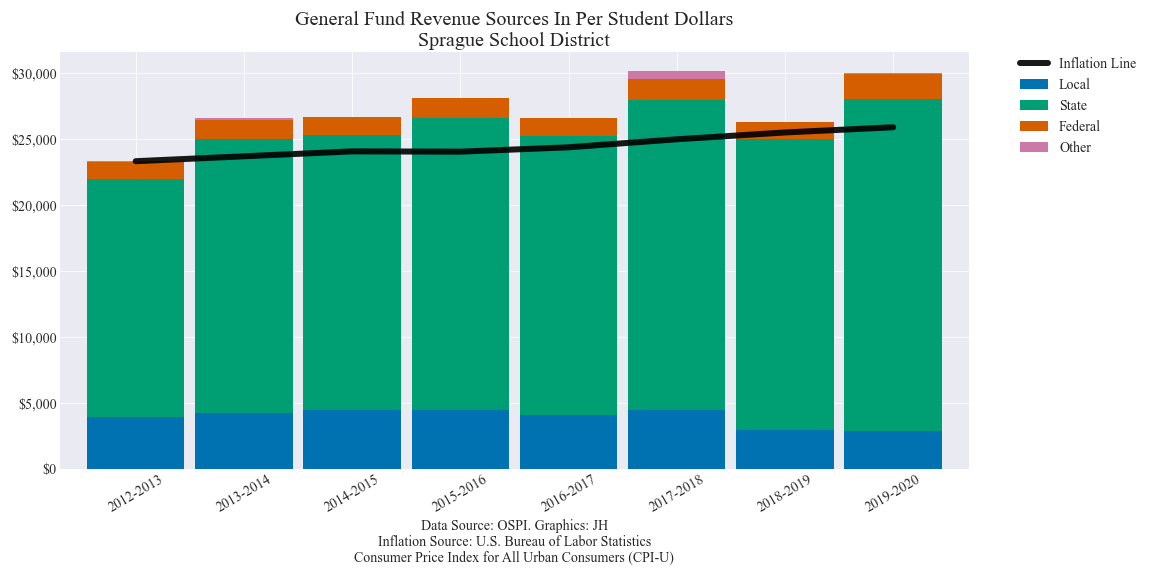 General Fund Revenue Sources In Per Student Dollars
Sprague School District
$30,000
$25,000
$20,000
$15,000
$10,000
$5,000
$0
Inflation Line
Local
State
Federal
Other
2012-2013
2013-2014
2014-2015
2015-2016
2016-2017
2017-2018
2018-2019
2019-2020
Data Source: OSPI. Graphics: JH
Inflation Source: U.S. Bureau of Labor Statistics
Consumer Price Index for All Urban Consumers (CPI-U)